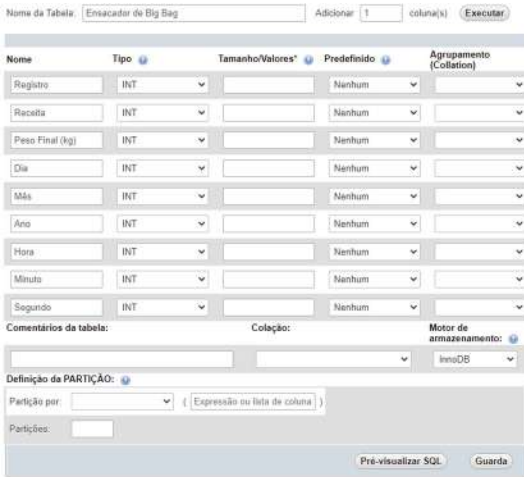 Nome da Tabela: Ensacador de Big Bag Adicionar 1 coluna(s) Executar
Nome Tipo Tamanho/Valores* Predefinido Agrupamento (Collation)
Registro INT Nenhum
Receita INT Nenhum
Peso Final (kg) INT Nenhum
Dia INT Nenhum
Mês INT Nenhum
Ano INT Nenhum
Hora INT Nenhum
Minuto INT Nenhum
Segundo INT Nenhum
Comentários da tabela: Colação: Motor de armazenamento:
InnoDB
Definição da PARTIÇÃO:
Partição por: ( Expressão ou lista de coluna )
Partições:
Pré-visualizar SQL Guarda